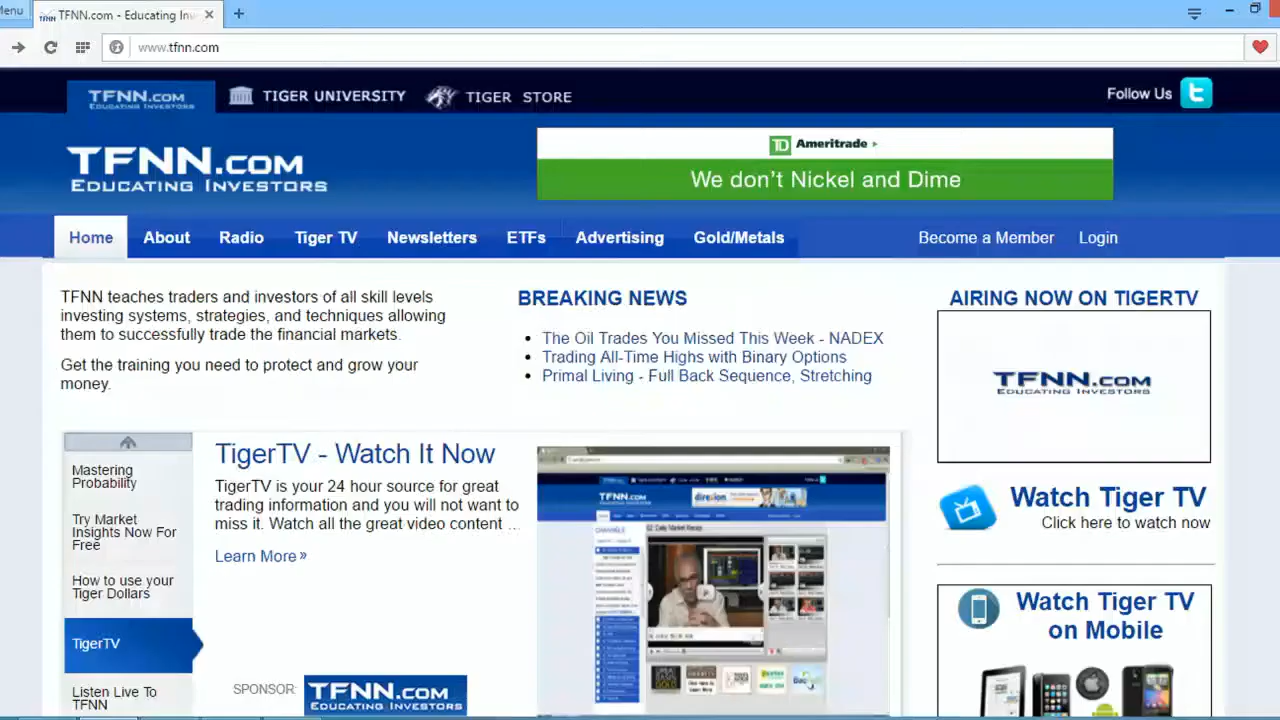 Menu
TFNN.com - Educating Inv
www.tfnn.com
TFNN.COM
EDUCATING INVESTORS
TIGER UNIVERSITY
TIGER STORE
Follow Us
TFNN.COM
EDUCATING INVESTORS
TD Ameritrade
We don't Nickel and Dime
Home
About
Radio
Tiger TV
Newsletters
ETFs
Advertising
Gold/Metals
Become a Member
Login
TFNN teaches traders and investors of all skill levels
investing systems, strategies, and techniques allowing
them to successfully trade the financial markets.
Get the training you need to protect and grow your
money.
BREAKING NEWS
The Oil Trades You Missed This Week - NADEX
Trading All-Time Highs with Binary Options
Primal Living - Full Back Sequence, Stretching
AIRING NOW ON TIGERTV
TFNN.COM
EDUCATING INVESTORS
Watch Tiger TV
Click here to watch now
Watch Tiger TV
on Mobile
Mastering
Probability
Try Market
Insights Now For
Free
How to use your
Tiger Dollars
TigerTV
Listen Live To
TFNN
TigerTV - Watch It Now
TigerTV is your 24 hour source for great
trading information and you will not want to
miss it. Watch all the great video content ...
Learn More »
SPONSOR:
TFNN.COM
EDUCATING INVESTORS
TFNN.COM
direxion